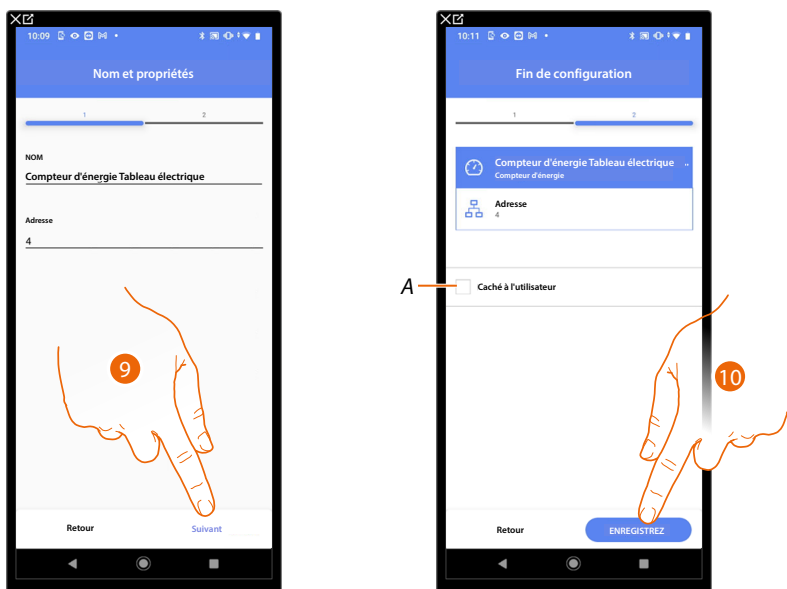 10:09
Nom et propriétés
1 2
NOM
Compteur d'énergie Tableau électrique
Adresse
4
9
Retour Suivant
10:11
Fin de configuration
1 2
Compteur d'énergie Tableau électrique ..
Compteur d'énergie
Adresse
4
A
Caché à l'utilisateur
10
Retour ENREGISTREZ